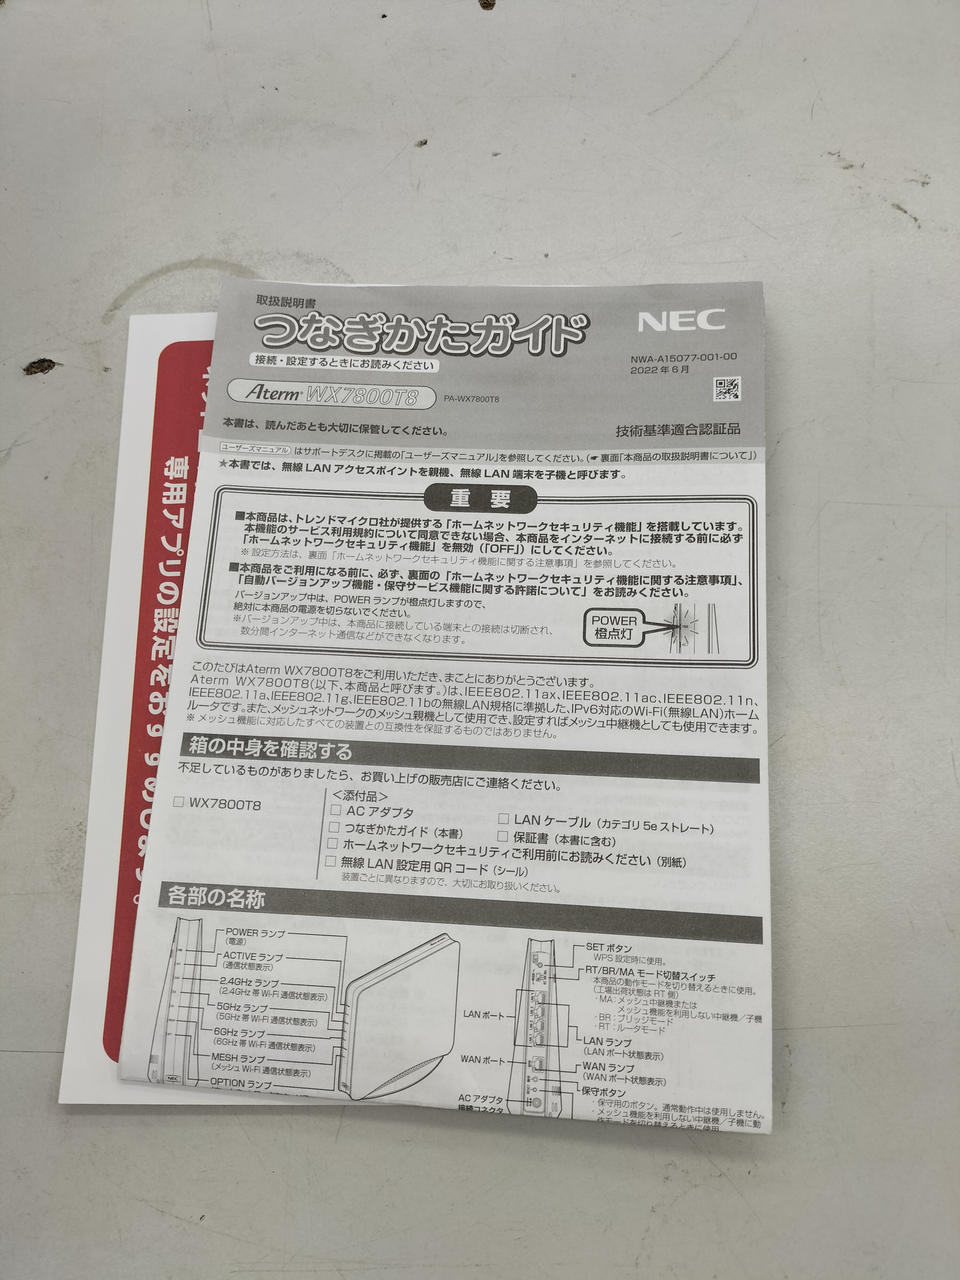 取扱説明書
つなぎかたガイド
接続・設定するときにお読みください
NEC
NWA-A15077-001-00
2022年6月
Aterm® WX7800T8
PA-WX7800T8
本書は、読んだあとも大切に保管してください。
技術基準適合認証品
ユーザーズマニュアル はサポートデスクに掲載の「ユーザーズマニュアル」を参照してください。(☛裏面「本商品の取扱説明書について」)
★本書では、無線LANアクセスポイントを親機、無線LAN端末を子機と呼びます。
重 要
■本商品は、トレンドマイクロ社が提供する「ホームネットワークセキュリティ機能」を搭載しています。
本機能のサービス利用規約について同意できない場合、本商品をインターネットに接続する前に必ず
「ホームネットワークセキュリティ機能」を無効(「OFF」)にしてください。
※設定方法は、裏面「ホームネットワークセキュリティ機能に関する注意事項」を参照してください。
■本商品をご利用になる前に、必ず、裏面の「ホームネットワークセキュリティ機能に関する注意事項」、
「自動バージョンアップ機能・保守サービス機能に関する許諾について」をお読みください。
バージョンアップ中は、POWERランプが橙点灯しますので、
絶対に本商品の電源を切らないでください。
※バージョンアップ中は、本商品に接続している端末との接続は切断され、
数分間インターネット通信などができなくなります。
POWER
橙点灯
このたびはAterm WX7800T8をご利用いただき、まことにありがとうございます。
Aterm WX7800T8(以下、本商品と呼びます。)は、IEEE802.11ax、IEEE802.11ac、IEEE802.11n、
IEEE802.11a、IEEE802.11g、IEEE802.11bの無線LAN規格に準拠した、IPv6対応のWi-Fi(無線LAN)ホーム
ルータです。また、メッシュネットワークのメッシュ親機として使用でき、設定すればメッシュ中継機としても使用できます。
※メッシュ機能に対応したすべての装置との互換性を保証するものではありません。
箱の中身を確認する
不足しているものがありましたら、お買い上げの販売店にご連絡ください。
□ WX7800T8
＜添付品＞
□ ACアダプタ
□ LANケーブル（カテゴリ5eストレート）
□ つなぎかたガイド（本書）
□ 保証書（本書に含む）
□ ホームネットワークセキュリティご利用前にお読みください（別紙）
□ 無線LAN設定用QRコード（シール）
装置ごとに異なりますので、大切にお取り扱いください。
各部の名称
POWERランプ
(電源)
ACTIVEランプ
(通信状態表示)
2.4GHzランプ
(2.4GHz帯Wi-Fi通信状態表示)
5GHzランプ
(5GHz帯Wi-Fi通信状態表示)
6GHzランプ
(6GHz帯Wi-Fi通信状態表示)
MESHランプ
(メッシュWi-Fi通信状態表示)
OPTIONランプ
NEC
LANポート
WANポート
ACアダプタ
接続コネクタ
SETボタン
WPS設定時に使用。
RT/BR/MAモード切替スイッチ
本商品の動作モードを切り替えるときに使用。
(工場出荷状態はRT側)
・MA：メッシュ中継機または
メッシュ機能を利用しない中継機／子機
・BR：ブリッジモード
・RT：ルータモード
LANランプ
(LANポート状態表示)
WANランプ
(WANポート状態表示)
保守ボタン
・保守用のボタン。通常動作中は使用しません。
・メッシュ機能を利用しない中継機／子機に動
作モードを切り替えるときに使用
専用アプリの設定をおすすめします。